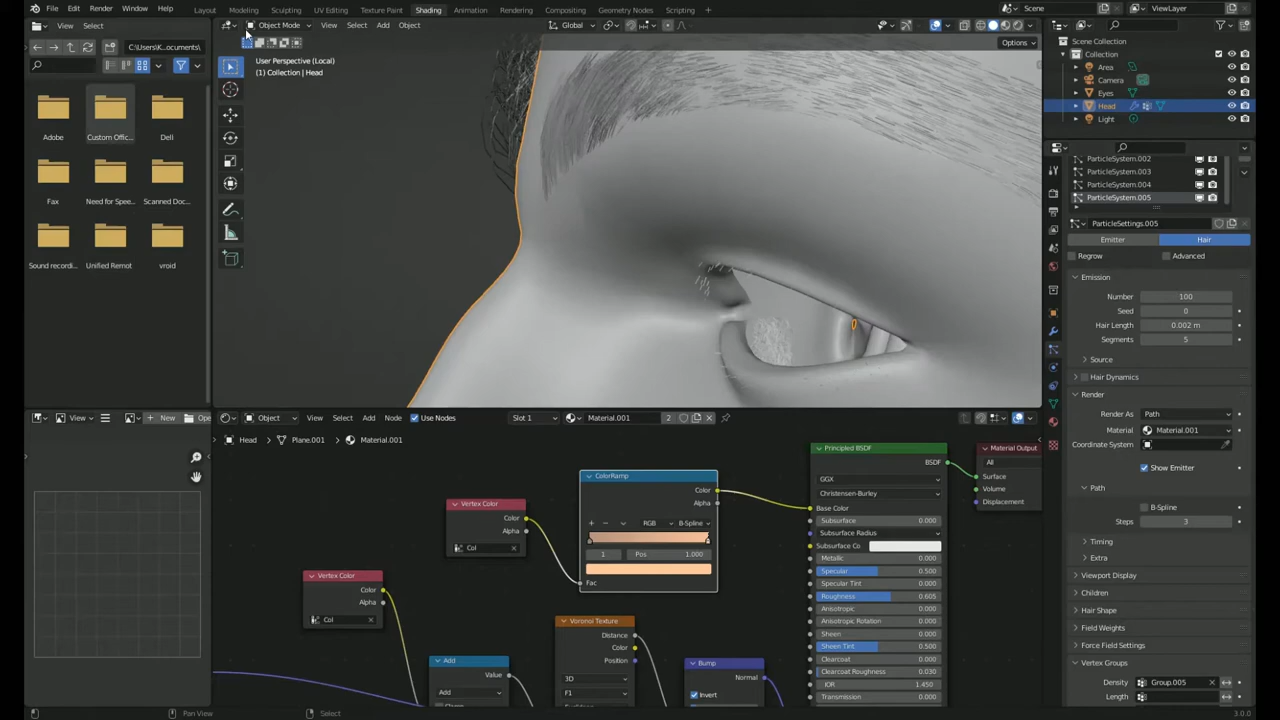 File Edit Render Window Help Layout Modeling Sculpting UV Editing Texture Paint Shading Animation Rendering Compositing Geometry Nodes Scripting + Scene ViewLayer
View Select C:\Users\K...ocuments\ Object Mode View Select Add Object Global
Options
User Perspective (Local)
(1) Collection | Head
Scene Collection
Collection
Area
Camera
Eyes
Head
Light
Adobe Custom Offic... Dell
Fax Need for Spee... Scanned Doc...
Sound recordi... Unified Remot vroid
ParticleSystem.002
ParticleSystem.003
ParticleSystem.004
ParticleSystem.005
ParticleSettings.005
Emitter Hair
Regrow Advanced
Emission
Number 100
Seed 0
Hair Length 0.002 m
Segments 5
Source
Hair Dynamics
Render
Render As Path
Material Material.001
Coordinate System
Show Emitter
Path
B-Spline
Steps 3
Timing
Extra
Viewport Display
Children
Hair Shape
Field Weights
Force Field Settings
Vertex Groups
Density Group.005
Length
View New Ope
Object View Select Add Node Use Nodes Slot 1 Material.001 2
Head Plane.001 Material.001
Vertex Color
Color
Alpha
Col
Vertex Color
Color
Alpha
Col
ColorRamp
Color
Alpha
RGB B-Spline
1 Pos 1.000
Fac
Add
Value
Add
Voronoi Texture
Distance
Color
Position
3D
F1
Bump
Normal
Invert
Principled BSDF
BSDF
GGX
Christensen-Burley
Base Color
Subsurface 0.000
Subsurface Radius
Subsurface Co
Metallic 0.000
Specular 0.500
Specular Tint 0.000
Roughness 0.605
Anisotropic 0.000
Anisotropic Rotation 0.000
Sheen 0.000
Sheen Tint 0.500
Clearcoat 0.000
Clearcoat Roughness 0.030
IOR 1.450
Transmission 0.000
Material Output
All
Surface
Volume
Displacement
Pan View Select 3.0.0